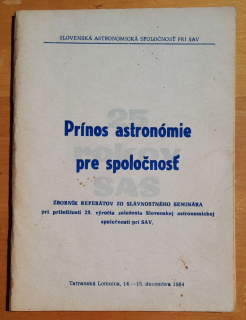 SLOVENSKÁ ASTRONOMICKÁ SPOLOČNOSŤ PRI SAV
25
rokov
SAS
Prínos astronómie
pre spoločnosť
ZBORNÍK REFERÁTOV ZO SLÁVNOSTNÉHO SEMINÁRA
pri príležitosti 25. výročia založenia Slovenskej astronomickej
spoločnosti pri SAV.
Tatranská Lomnica, 14.—15. decembra 1984